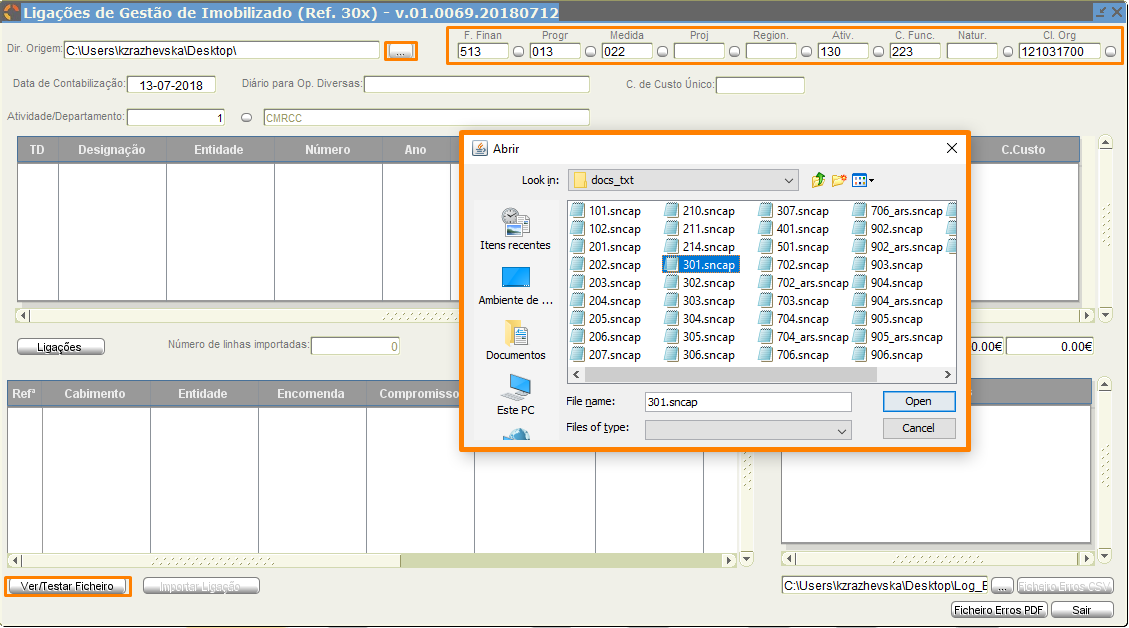 Ligações de Gestão de Imobilizado (Ref. 30x) - v.01.0069.20180712
F. Finan Progr Medida Proj Region. Ativ. C. Func. Natur. Cl. Org
Dir. Origem: C:\Users\kzrazhevska\Desktop\ ... 513 013 022 130 223 121031700
Data de Contabilização: 13-07-2018 Diário para Op. Diversas: C. de Custo Único:
Atividade/Departamento: 1 CMRCC
TD Designação Entidade Número Ano C.Custo
Abrir
Look in: docs_txt
Itens recentes
Ambiente de ...
Documentos
Este PC
101.sncap 210.sncap 307.sncap 706_ars.sncap
102.sncap 211.sncap 401.sncap 902.sncap
201.sncap 214.sncap 501.sncap 902_ars.sncap
202.sncap 301.sncap 702.sncap 903.sncap
203.sncap 302.sncap 702_ars.sncap 904.sncap
204.sncap 303.sncap 703.sncap 904_ars.sncap
205.sncap 304.sncap 704.sncap 905.sncap
206.sncap 305.sncap 704_ars.sncap 905_ars.sncap
207.sncap 306.sncap 706.sncap 906.sncap
File name: 301.sncap Open
Files of type: Cancel
Ligações Número de linhas importadas: 0 0.00€ 0.00€
Refª Cabimento Entidade Encomenda Compromisso
Ver/Testar Ficheiro Importar Ligação C:\Users\kzrazhevska\Desktop\Log_E ... Ficheiro Erros CSV
Ficheiro Erros PDF Sair